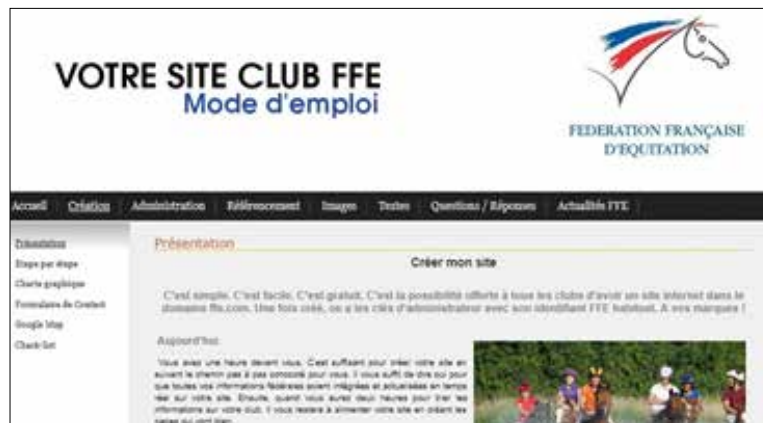 VOTRE SITE CLUB FFE
Mode d'emploi
FEDERATION FRANÇAISE
D'EQUITATION
Accueil Création Administration Référencement Images Textes Questions / Réponses Actualités FFE
Présentation
Etape par étape
Charte graphique
Formulaire de Contact
Google Map
Check list
Présentation
Créer mon site
C'est simple. C'est facile. C'est gratuit. C'est la possibilité offerte à tous les clubs d'avoir un site internet dans le
domaine ffe.com. Une fois créé, on a les clés d'administrateur avec son identifiant FFE habituel. A vos marques !
Aujourd'hui
Vous avez une heure devant vous. C'est suffisant pour créer votre site en
suivant le chemin pas à pas concocté pour vous. Il vous suffit de dire oui pour
que toutes vos informations fédérales soient intégrées et actualisées en temps
réel sur votre site. Ensuite, quand vous aurez deux heures pour trier les
informations sur votre club, il vous restera à alimenter votre site en créant les
pages qui vont bien.